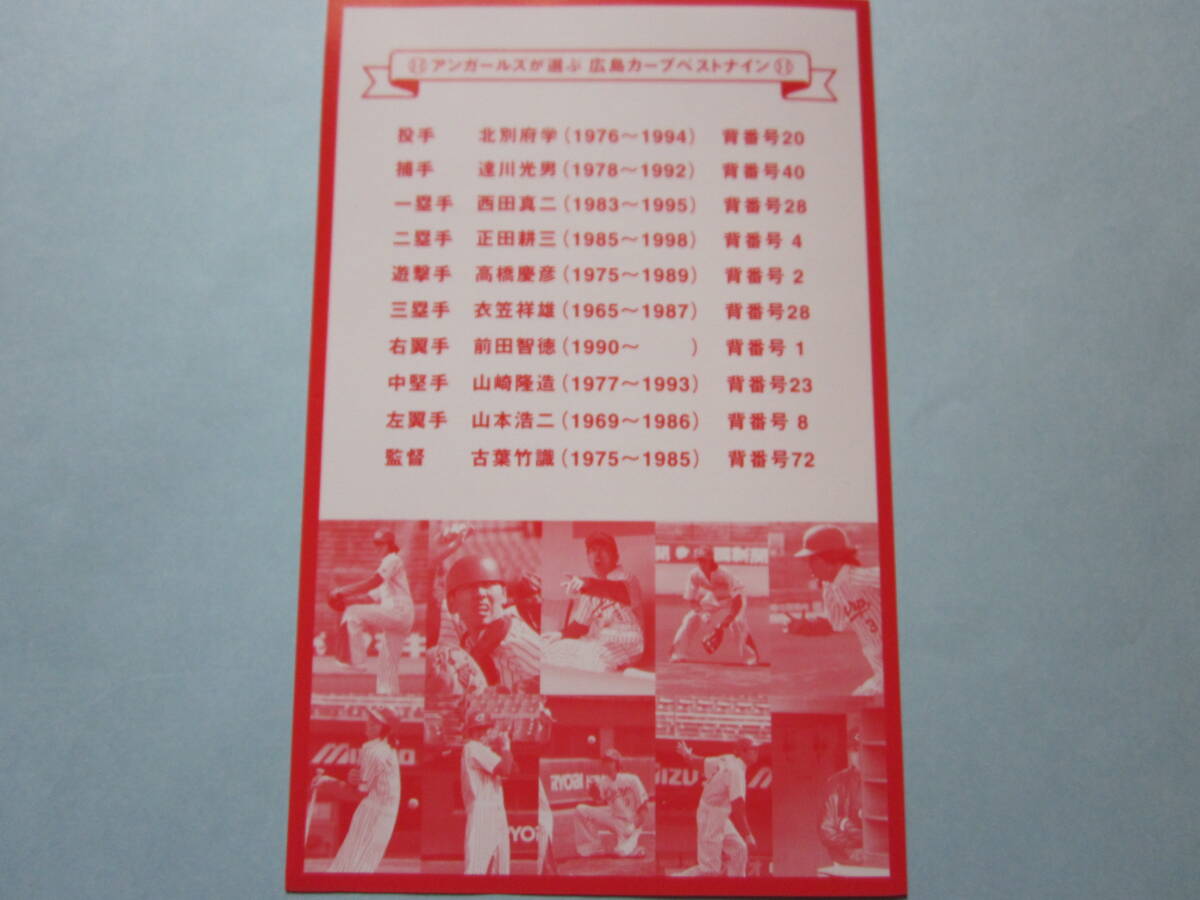 アンガールズが選ぶ 広島カープベストナイン
投手 北別府学(1976〜1994) 背番号20
捕手 達川光男(1978〜1992) 背番号40
一塁手 西田真二(1983〜1995) 背番号28
二塁手 正田耕三(1985〜1998) 背番号 4
遊撃手 高橋慶彦(1975〜1989) 背番号 2
三塁手 衣笠祥雄(1965〜1987) 背番号28
右翼手 前田智徳(1990〜 ) 背番号 1
中堅手 山崎隆造(1977〜1993) 背番号23
左翼手 山本浩二(1969〜1986) 背番号 8
監督 古葉竹識(1975〜1985) 背番号72
RYOBI